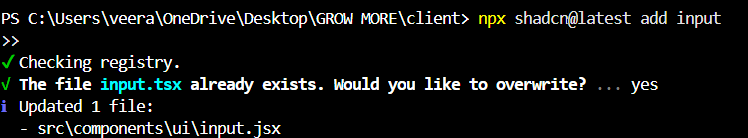 PS C:\Users\veera\OneDrive\Desktop\GROW MORE\client> npx shadcn@latest add input
>>
✔ Checking registry.
√ The file input.tsx already exists. Would you like to overwrite? ... yes
i Updated 1 file:
  - src\components\ui\input.jsx